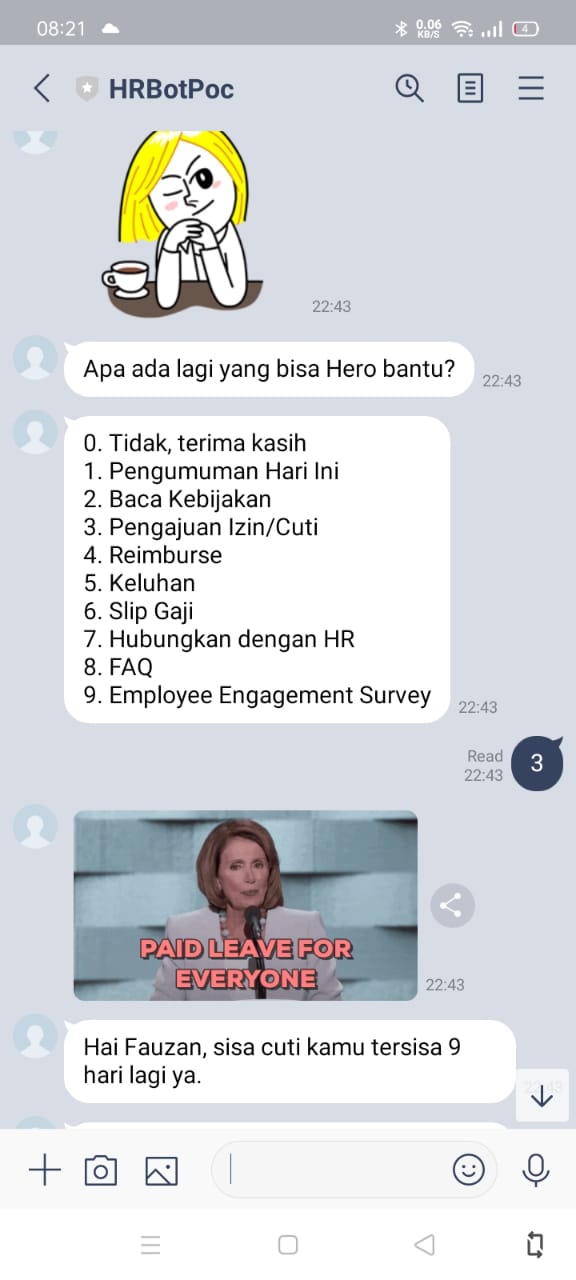 08:21
0.06
KB/S
4
HRBotPoc
22:43
Apa ada lagi yang bisa Hero bantu?
22:43
0. Tidak, terima kasih
1. Pengumuman Hari Ini
2. Baca Kebijakan
3. Pengajuan Izin/Cuti
4. Reimburse
5. Keluhan
6. Slip Gaji
7. Hubungkan dengan HR
8. FAQ
9. Employee Engagement Survey
22:43
Read
22:43
3
PAID LEAVE FOR
EVERYONE
22:43
Hai Fauzan, sisa cuti kamu tersisa 9
hari lagi ya.
22:43